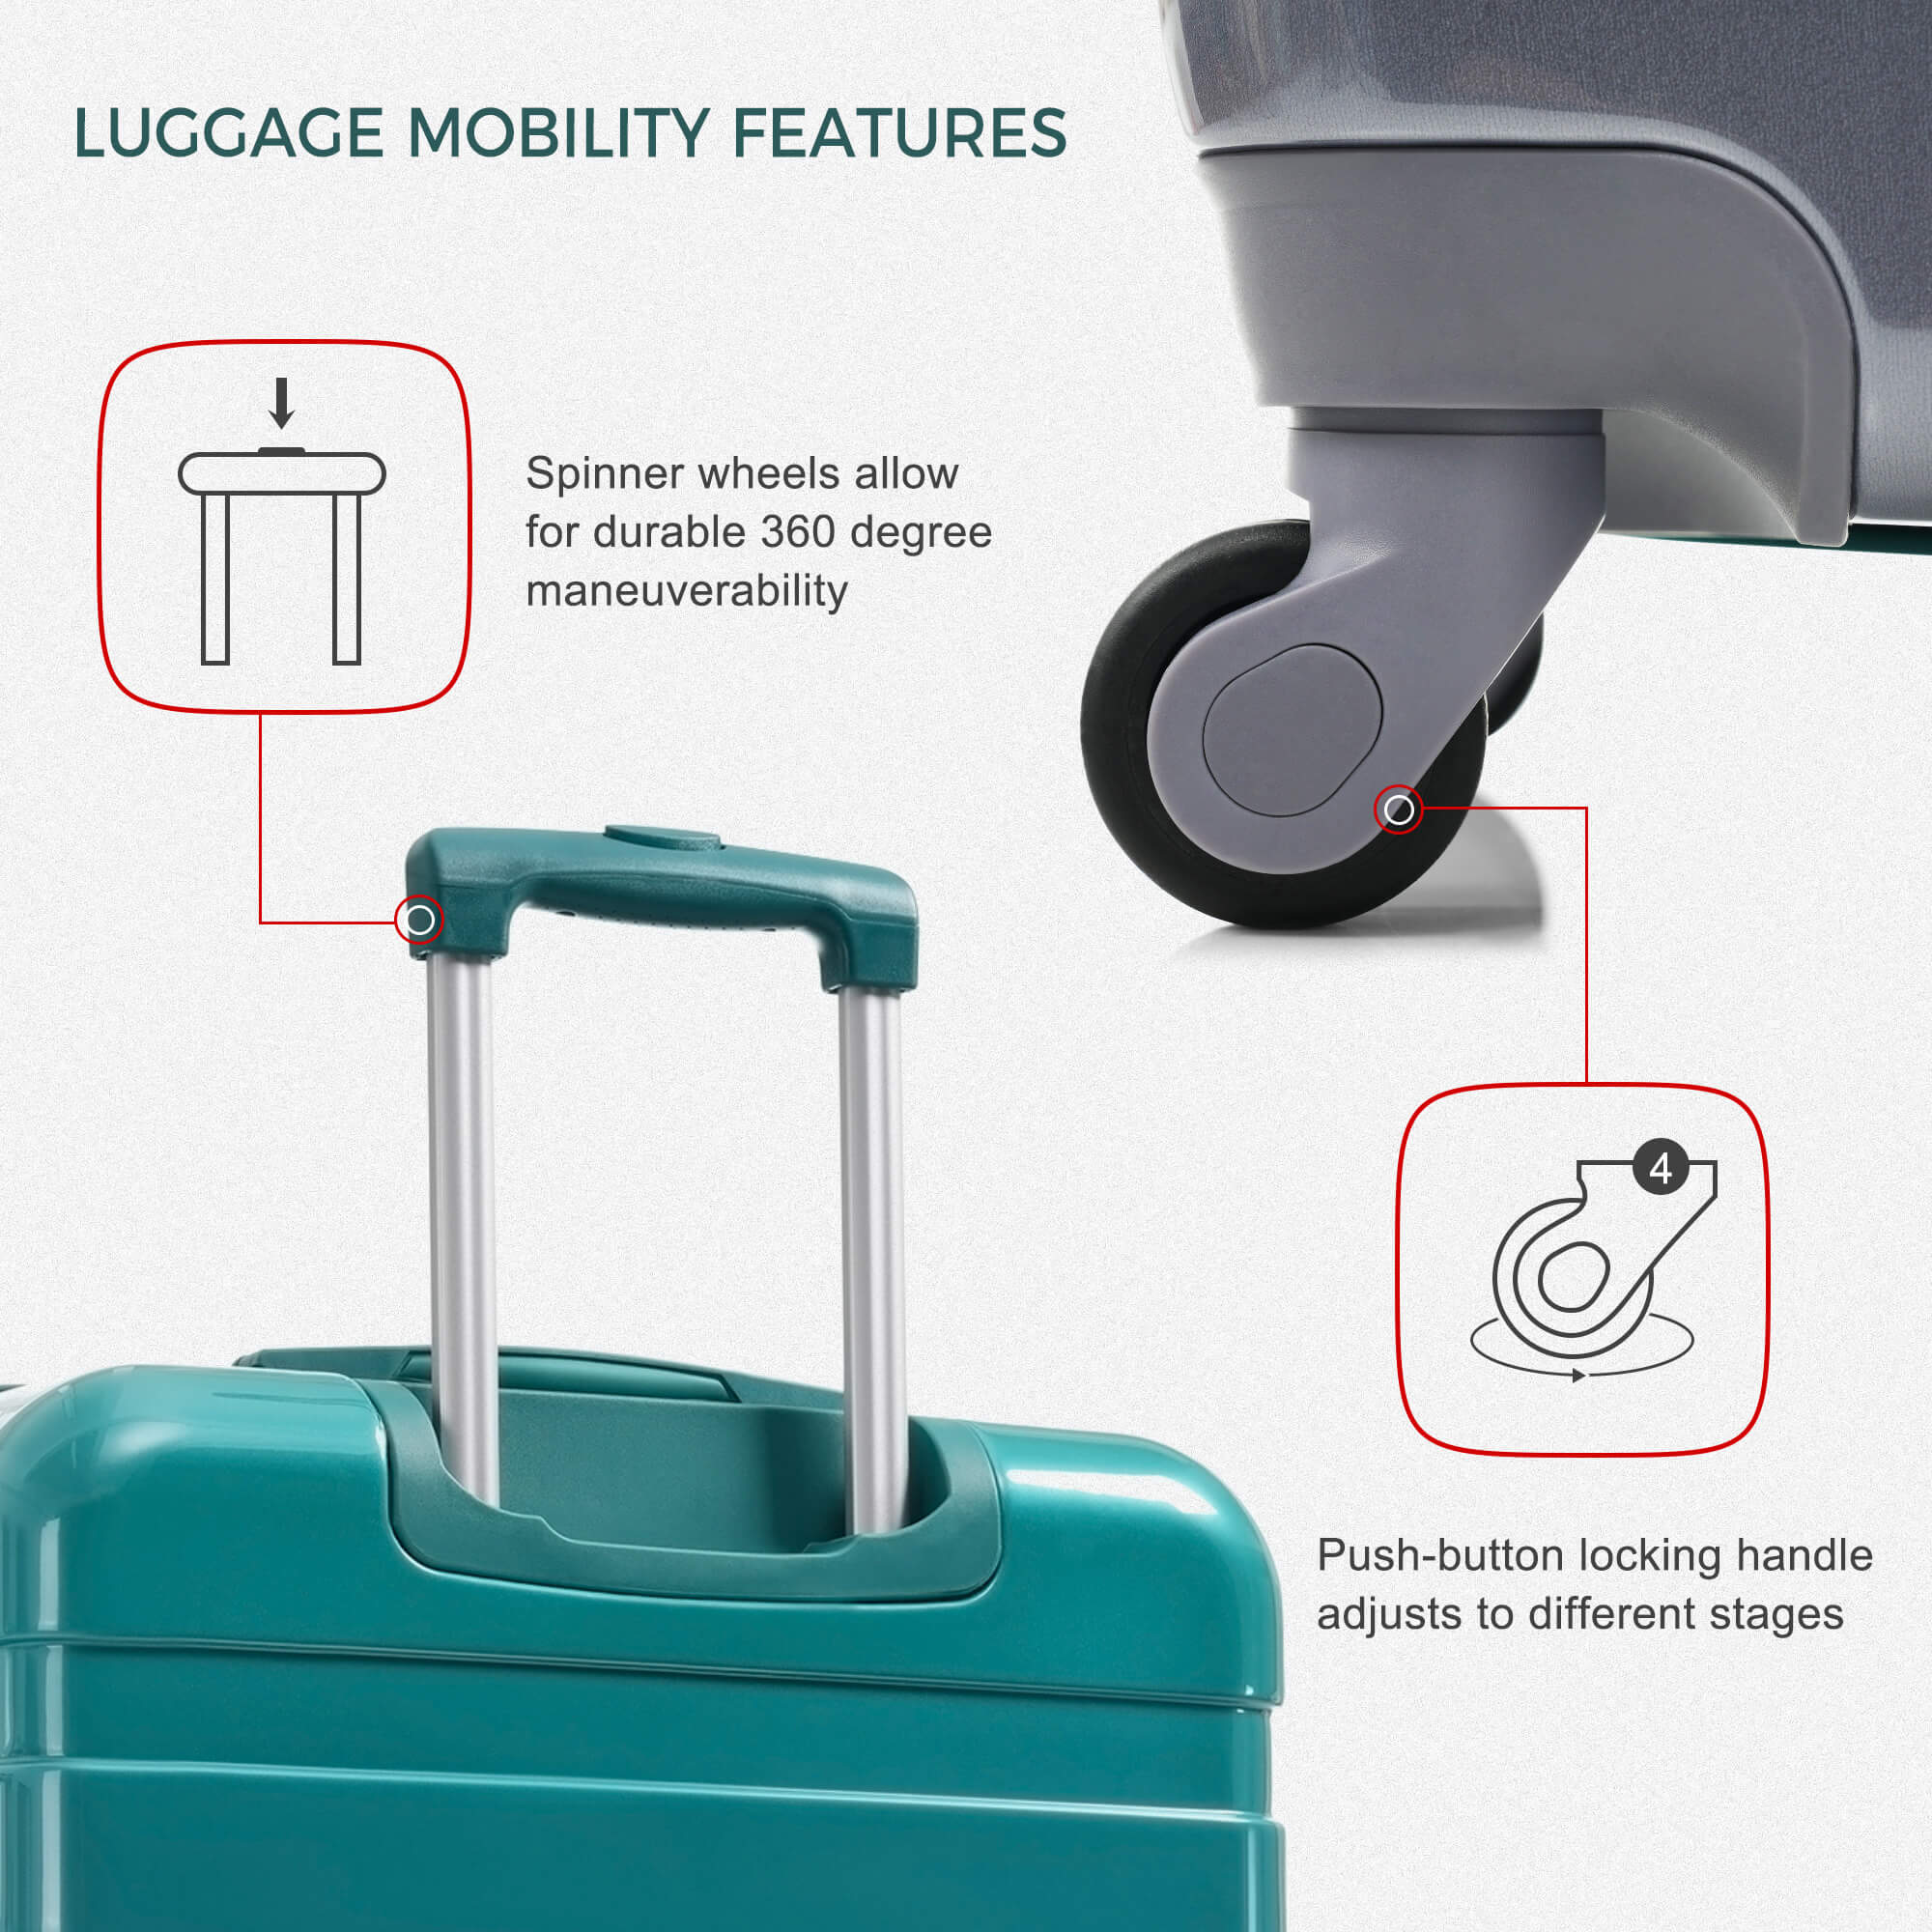 LUGGAGE MOBILITY FEATURES
Spinner wheels allow
for durable 360 degree
maneuverability
4
Push-button locking handle
adjusts to different stages